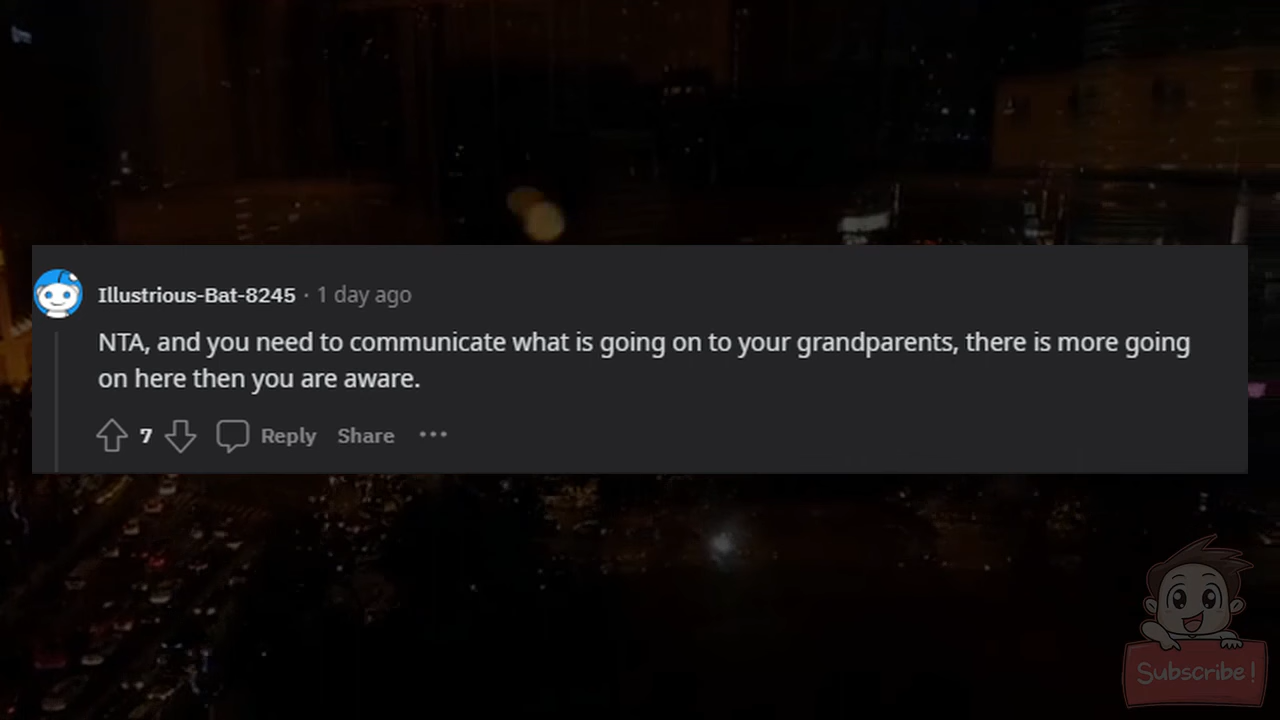 Illustrious-Bat-8245 · 1 day ago
NTA, and you need to communicate what is going on to your grandparents, there is more going
on here then you are aware.
7 Reply Share ···
Subscribe!